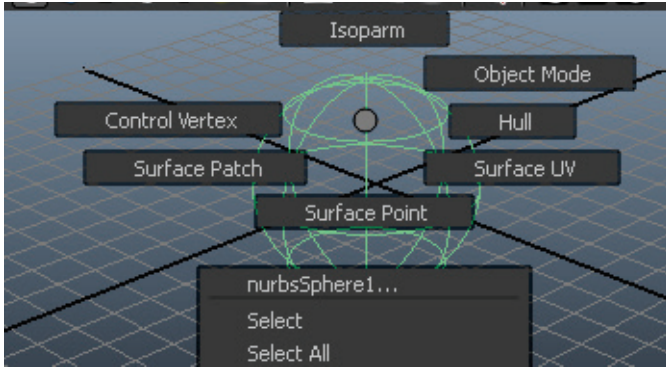 Isoparm
Object Mode
Control Vertex
Hull
Surface Patch
Surface UV
Surface Point
nurbsSphere1...
Select
Select All